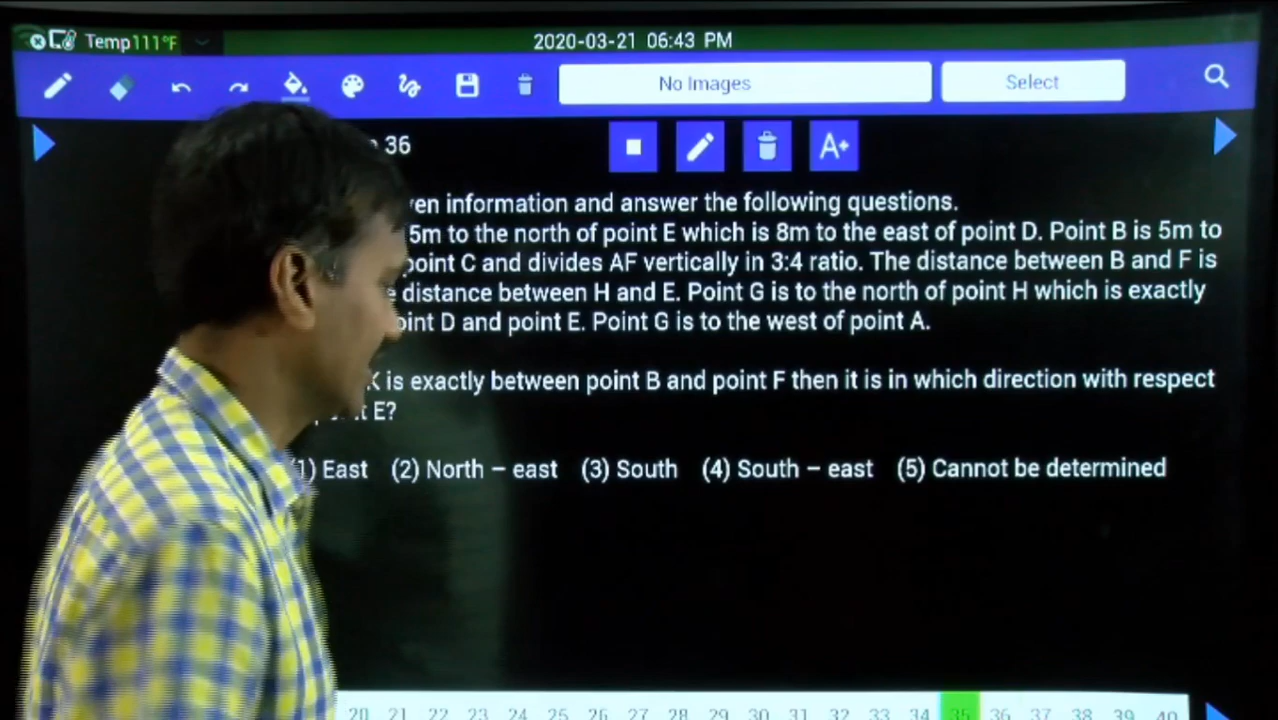 Temp111°F
2020-03-21 06:43 PM
No Images
Select
36
A+
en information and answer the following questions.
5m to the north of point E which is 8m to the east of point D. Point B is 5m to
point C and divides AF vertically in 3:4 ratio. The distance between B and F is
distance between H and E. Point G is to the north of point H which is exactly
point D and point E. Point G is to the west of point A.
K is exactly between point B and point F then it is in which direction with respect
E?
(1) East (2) North – east (3) South (4) South – east (5) Cannot be determined
20 21 22 23 24 25 26 27 28 29 30 31 32 33 34 35 36 37 38 39 40